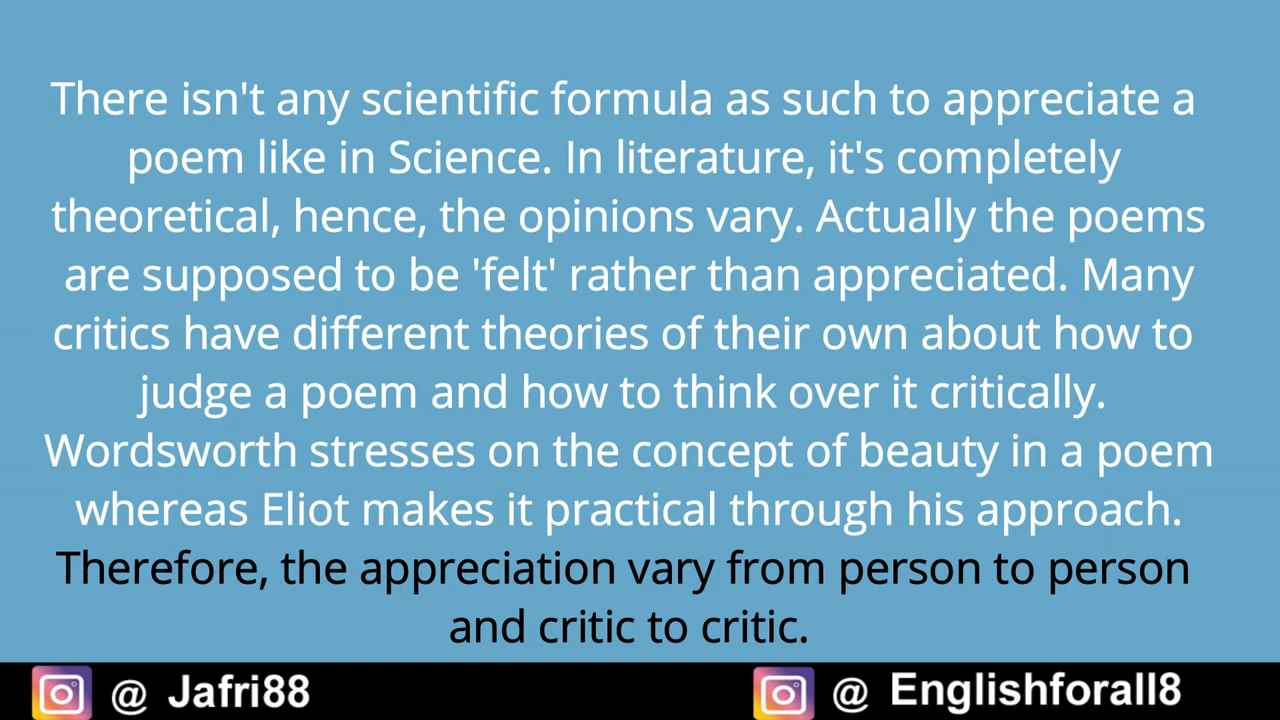 There isn't any scientific formula as such to appreciate a
poem like in Science. In literature, it's completely
theoretical, hence, the opinions vary. Actually the poems
are supposed to be 'felt' rather than appreciated. Many
critics have different theories of their own about how to
judge a poem and how to think over it critically.
Wordsworth stresses on the concept of beauty in a poem
whereas Eliot makes it practical through his approach.
Therefore, the appreciation vary from person to person
and critic to critic.
@ Jafri88
@ Englishforall8